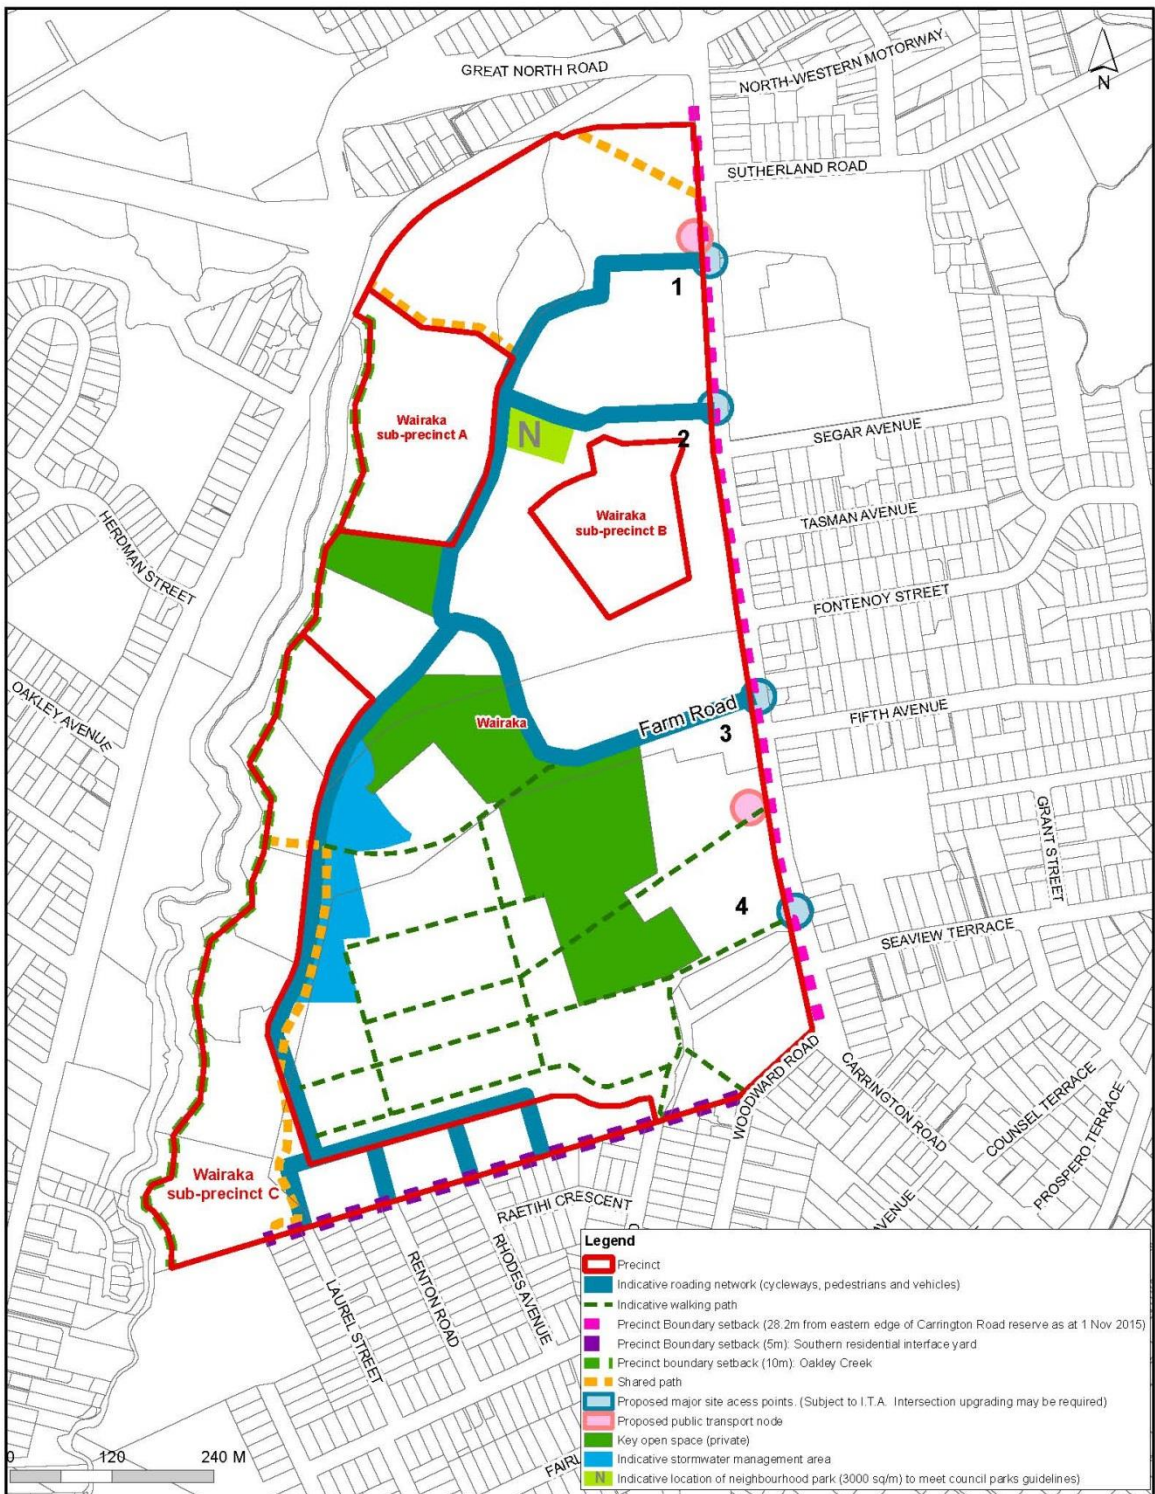 GREAT NORTH ROAD
NORTH-WESTERN MOTORWAY
N
SUTHERLAND ROAD
1
Wairaka
sub-precinct A
N
2
SEGAR AVENUE
Wairaka
sub-precinct B
TASMAN AVENUE
HERDMAN STREET
FONTENOY STREET
OAKLEY AVENUE
Wairaka
Farm Road
3
FIFTH AVENUE
GRANT STREET
4
SEAVIEW TERRACE
WOODWARD ROAD
CARRINGTON ROAD
COUNSEL TERRACE
PROSPERO TERRACE
Wairaka
sub-precinct C
RAETIHI CRESCENT
AVENUE
LAUREL STREET
RENTON ROAD
RHODES AVENUE
Legend
Precinct
Indicative roading network (cycleways, pedestrians and vehicles)
Indicative walking path
Precinct Boundary setback (28.2m from eastern edge of Carrington Road reserve as at 1 Nov 2015)
Precinct Boundary setback (5m): Southern residential interface yard
Precinct boundary setback (10m): Oakley Creek
Shared path
Proposed major site acess points. (Subject to I.T.A. Intersection upgrading may be required)
Proposed public transport node
Key open space (private)
Indicative stormwater management area
N Indicative location of neighbourhood park (3000 sq/m) to meet council parks guidelines)
0 120 240 M